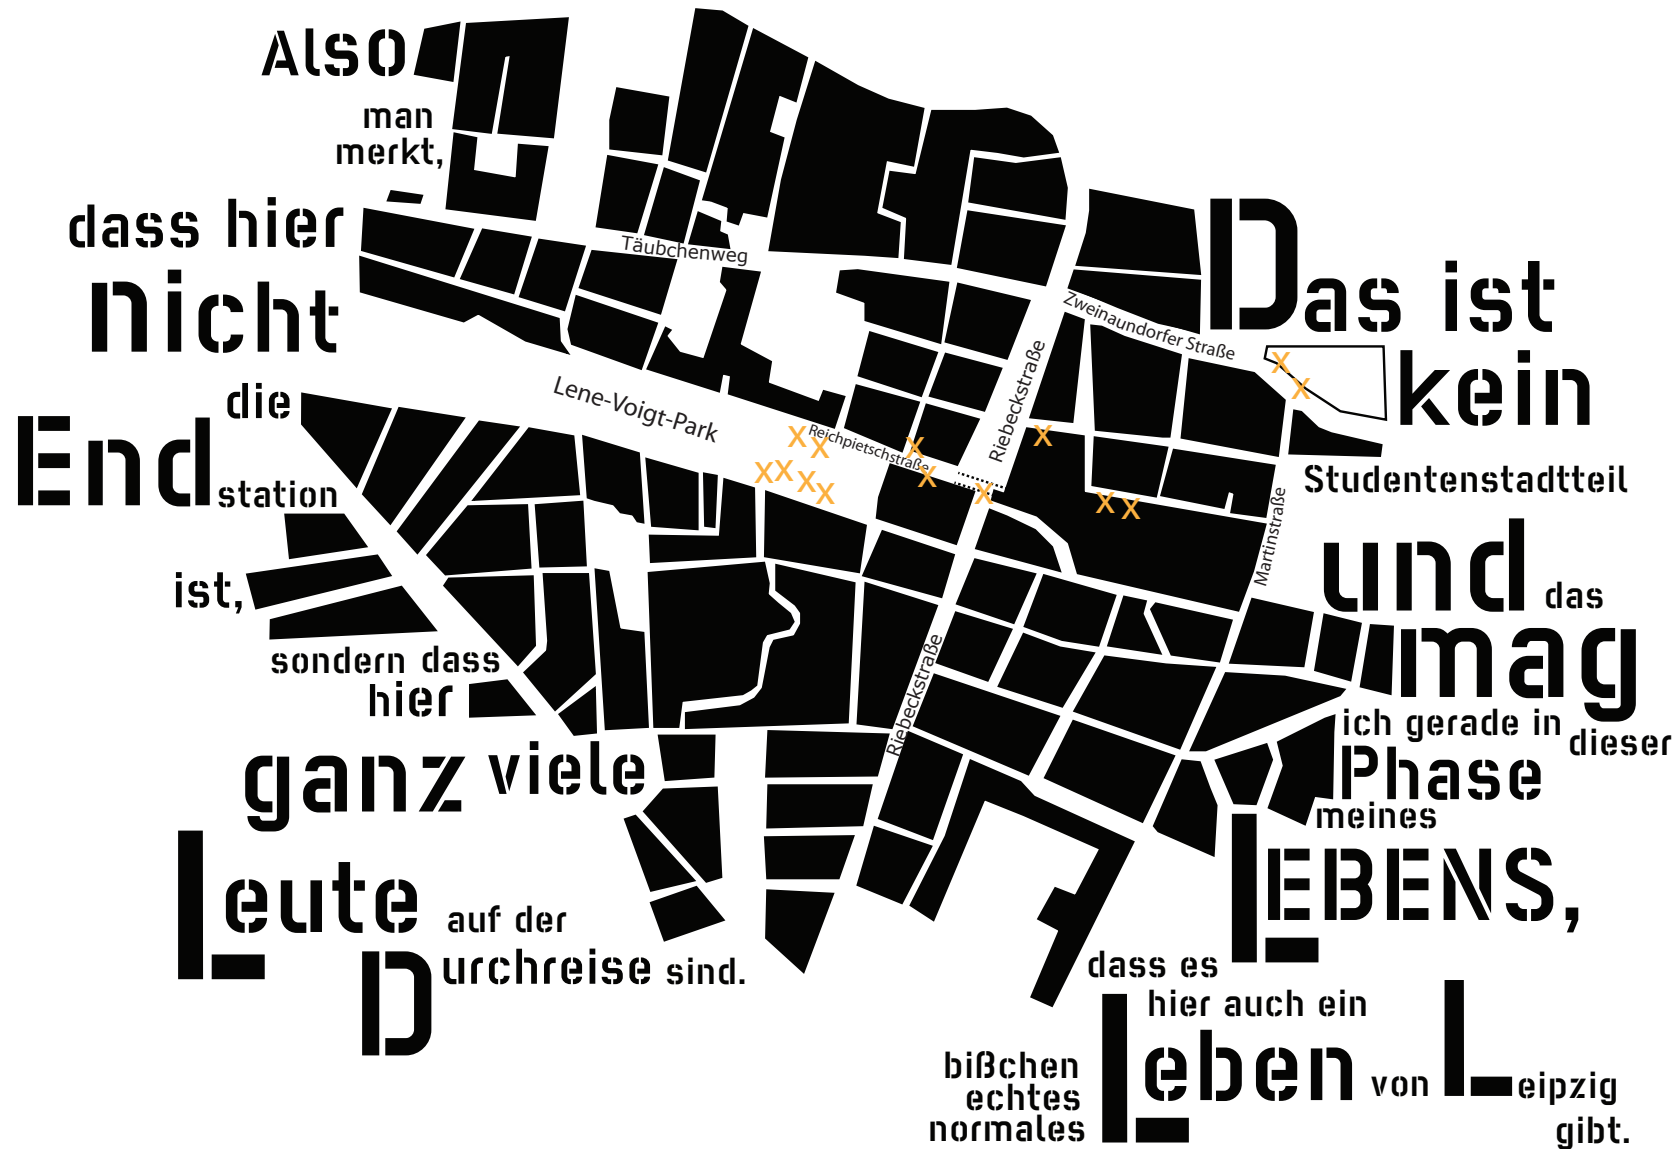 Also
man
merkt,
dass hier
nicht
die
Endstation
ist,
sondern dass
hier
ganz viele
Leute auf der
Durchreise sind.
Täubchenweg
Lene-Voigt-Park
Reichpietschstraße
Riebeckstraße
Zweinaundorfer Straße
Martinstraße
Riebeckstraße
x
x
x
x
x
x
x
x
x
x
x
x
x
x
Das ist
kein
Studentenstadtteil
und das
mag
ich gerade in dieser
Phase
meines
LEBENS,
dass es
hier auch ein
bißchen
echtes
normales
Leben von Leipzig
gibt.